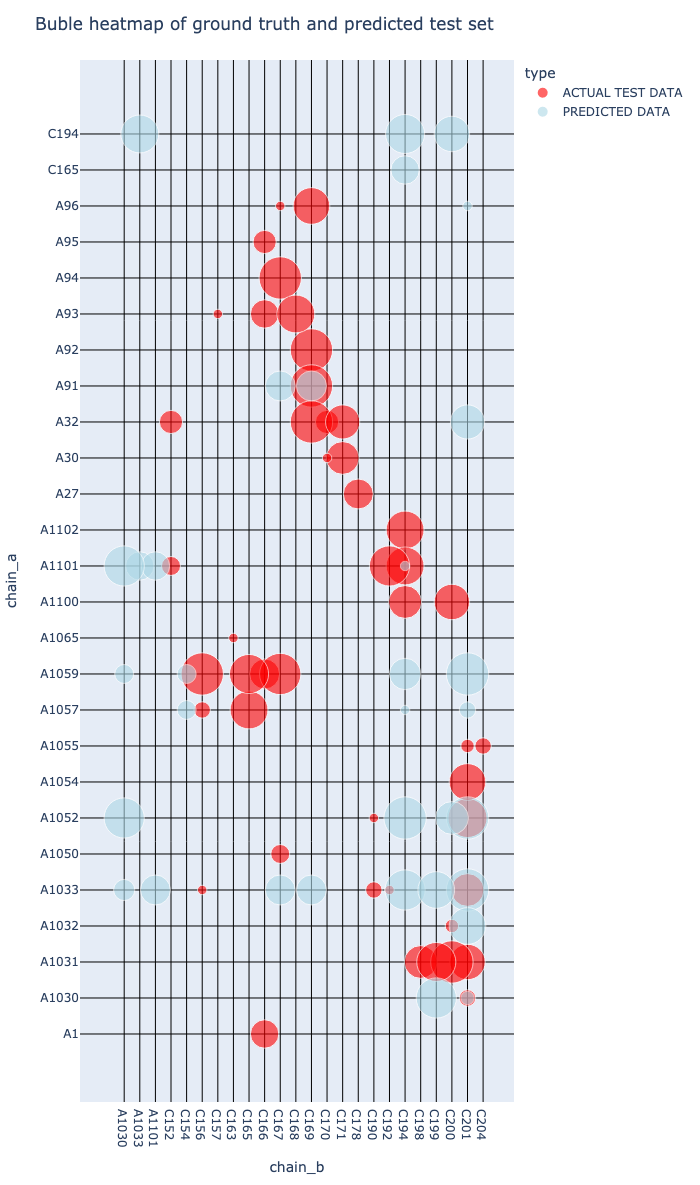 Buble heatmap of ground truth and predicted test set
type
ACTUAL TEST DATA
PREDICTED DATA
chain_a
C194
C165
A96
A95
A94
A93
A92
A91
A32
A30
A27
A1102
A1101
A1100
A1065
A1059
A1057
A1055
A1054
A1052
A1050
A1033
A1032
A1031
A1030
A1
A1030
A1033
A1101
C152
C154
C156
C157
C163
C165
C166
C167
C168
C169
C170
C171
C178
C190
C192
C194
C198
C199
C200
C201
C204
chain_b